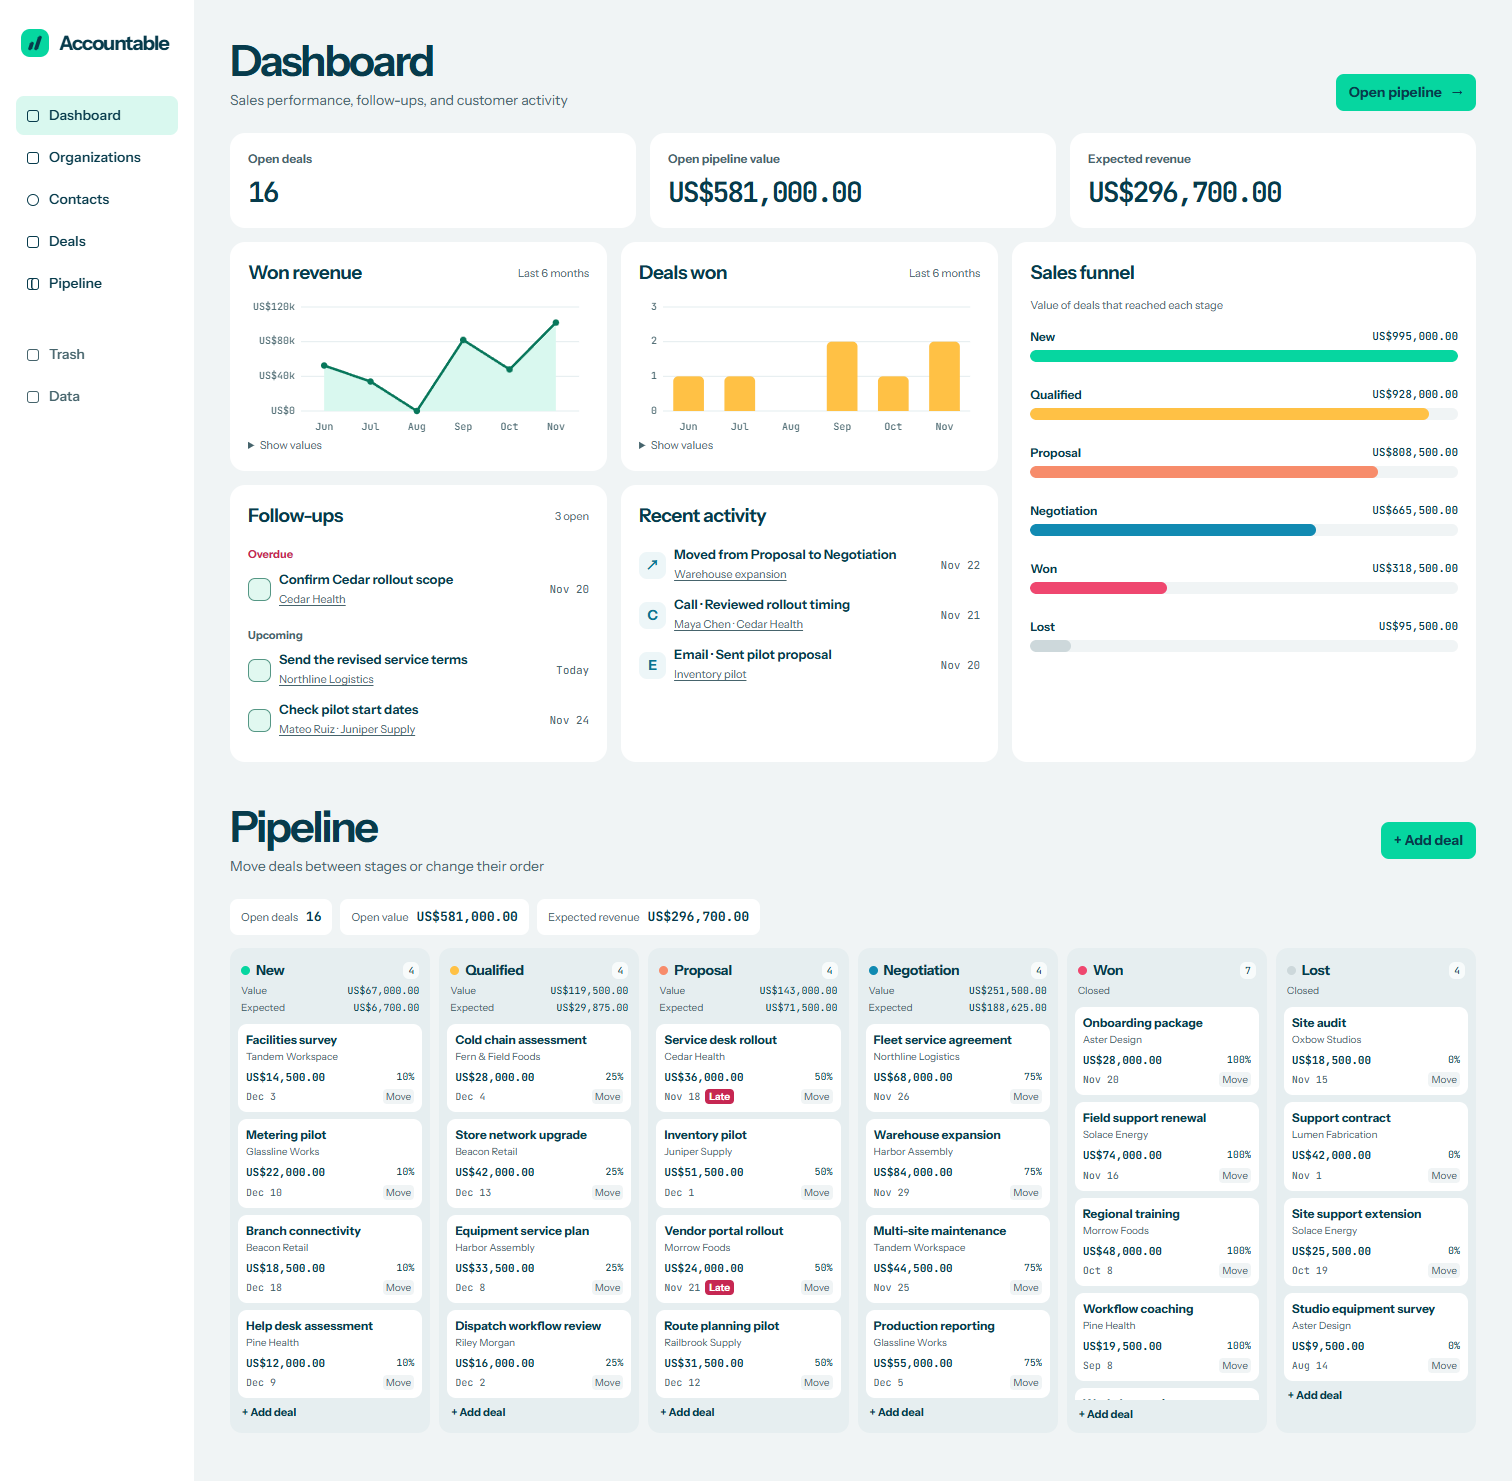 Accountable
Dashboard
Organizations
Contacts
Deals
Pipeline
Trash
Data
Dashboard
Sales performance, follow-ups, and customer activity
Open pipeline →
Open deals
16
Open pipeline value
US$581,000.00
Expected revenue
US$296,700.00
Won revenue
Last 6 months
US$120k
US$80k
US$40k
US$0
Jun Jul Aug Sep Oct Nov
Show values
Deals won
Last 6 months
3
2
1
0
Jun Jul Aug Sep Oct Nov
Show values
Sales funnel
Value of deals that reached each stage
New US$995,000.00
Qualified US$928,000.00
Proposal US$808,500.00
Negotiation US$665,500.00
Won US$318,500.00
Lost US$95,500.00
Follow-ups
3 open
Overdue
Confirm Cedar rollout scope
Cedar Health
Nov 20
Upcoming
Send the revised service terms
Northline Logistics
Today
Check pilot start dates
Mateo Ruiz · Juniper Supply
Nov 24
Recent activity
↗
Moved from Proposal to Negotiation
Warehouse expansion
Nov 22
C
Call · Reviewed rollout timing
Maya Chen · Cedar Health
Nov 21
E
Email · Sent pilot proposal
Inventory pilot
Nov 20
Pipeline
Move deals between stages or change their order
+ Add deal
Open deals 16
Open value US$581,000.00
Expected revenue US$296,700.00
New 4
Value US$67,000.00
Expected US$6,700.00
Facilities survey
Tandem Workspace
US$14,500.00 10%
Dec 3 Move
Metering pilot
Glassline Works
US$22,000.00 10%
Dec 10 Move
Branch connectivity
Beacon Retail
US$18,500.00 10%
Dec 18 Move
Help desk assessment
Pine Health
US$12,000.00 10%
Dec 9 Move
+ Add deal
Qualified 4
Value US$119,500.00
Expected US$29,875.00
Cold chain assessment
Fern & Field Foods
US$28,000.00 25%
Dec 4 Move
Store network upgrade
Beacon Retail
US$42,000.00 25%
Dec 13 Move
Equipment service plan
Harbor Assembly
US$33,500.00 25%
Dec 8 Move
Dispatch workflow review
Riley Morgan
US$16,000.00 25%
Dec 2 Move
+ Add deal
Proposal 4
Value US$143,000.00
Expected US$71,500.00
Service desk rollout
Cedar Health
US$36,000.00 50%
Nov 18 Late Move
Inventory pilot
Juniper Supply
US$51,500.00 50%
Dec 1 Move
Vendor portal rollout
Morrow Foods
US$24,000.00 50%
Nov 21 Late Move
Route planning pilot
Railbrook Supply
US$31,500.00 50%
Dec 12 Move
+ Add deal
Negotiation 4
Value US$251,500.00
Expected US$188,625.00
Fleet service agreement
Northline Logistics
US$68,000.00 75%
Nov 26 Move
Warehouse expansion
Harbor Assembly
US$84,000.00 75%
Nov 29 Move
Multi-site maintenance
Tandem Workspace
US$44,500.00 75%
Nov 25 Move
Production reporting
Glassline Works
US$55,000.00 75%
Dec 5 Move
+ Add deal
Won 7
Closed
Onboarding package
Aster Design
US$28,000.00 100%
Nov 20 Move
Field support renewal
Solace Energy
US$74,000.00 100%
Nov 16 Move
Regional training
Morrow Foods
US$48,000.00 100%
Oct 8 Move
Workflow coaching
Pine Health
US$19,500.00 100%
Sep 8 Move
+ Add deal
Lost 4
Closed
Site audit
Oxbow Studios
US$18,500.00 0%
Nov 15 Move
Support contract
Lumen Fabrication
US$42,000.00 0%
Nov 1 Move
Site support extension
Solace Energy
US$25,500.00 0%
Oct 19 Move
Studio equipment survey
Aster Design
US$9,500.00 0%
Aug 14 Move
+ Add deal